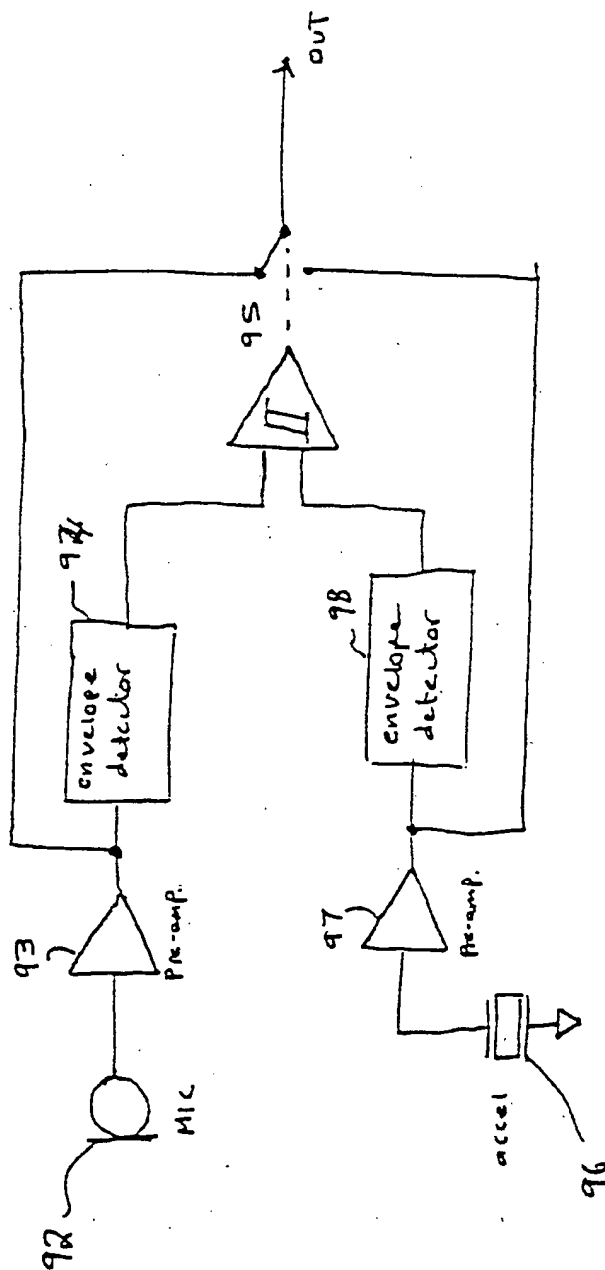 92
MIC
93
Pre-amp.
envelope
detector
95
OUT
96
accel
97
Pre-amp.
98
envelope
detector